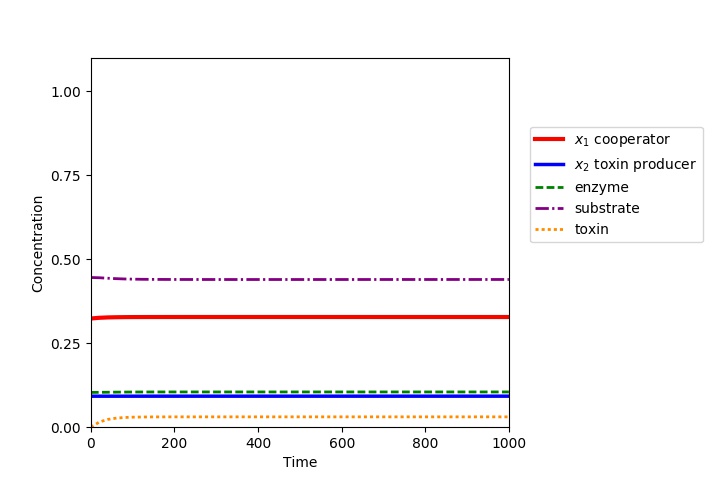 1.00
0.75
0.50
0.25
0.00
Concentration
0 200 400 600 800 1000
Time
x₁ cooperator
x₂ toxin producer
enzyme
substrate
toxin